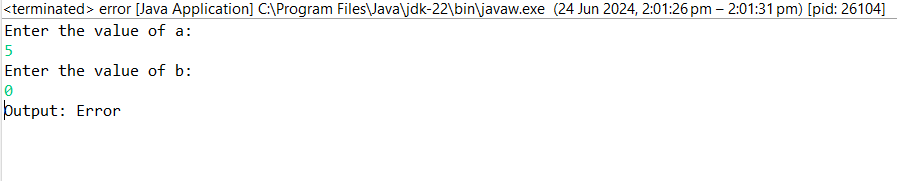 <terminated> error [Java Application] C:\Program Files\Java\jdk-22\bin\javaw.exe (24 Jun 2024, 2:01:26 pm – 2:01:31 pm) [pid: 26104]
Enter the value of a:
5
Enter the value of b:
0
Output: Error